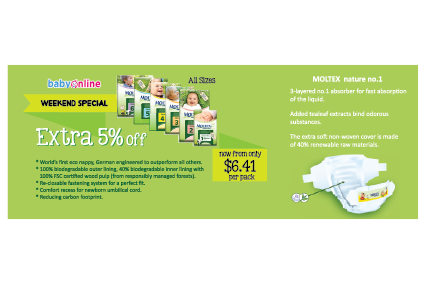 babyonline
All Sizes
WEEKEND SPECIAL
Extra 5% off
now from only
$6.41
per pack
* World's first eco nappy, German engineered to outperform all others.
* 100% biodegradable outer lining, 40% biodegradable inner lining with
100% FSC certified wood pulp (from responsibly managed forests).
* Re-closable fastening system for a perfect fit.
* Comfort recess for newborn umbilical cord.
* Reducing carbon footprint.
MOLTEX nature no.1
3-layered no.1 absorber for fast absorption
of the liquid.
Added tealeaf extracts bind odorous
substances.
The extra soft non-woven cover is made
of 40% renewable raw materials.